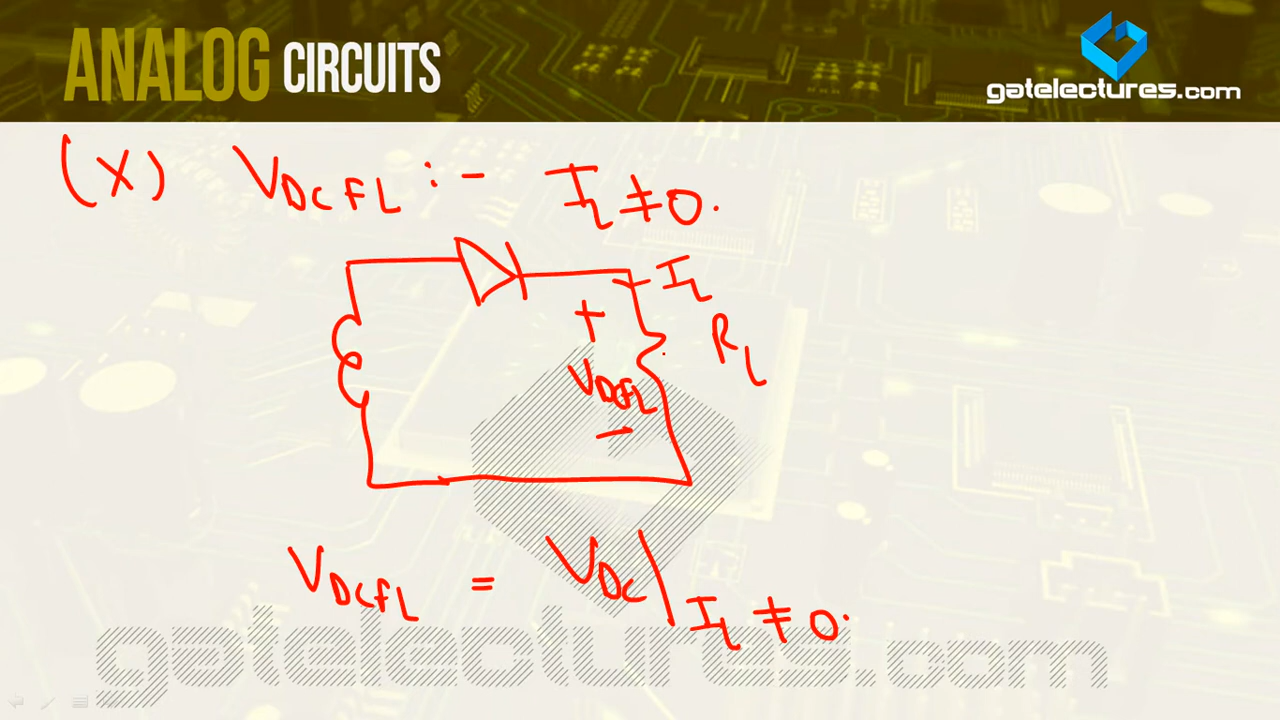 ANALOG CIRCUITS
gatelectures.com
(X) VDCFL :- IL ≠ 0.
IL
+
RL
VDCFL
-
VDCFL = VDC | IL ≠ 0.
gatelectures.com